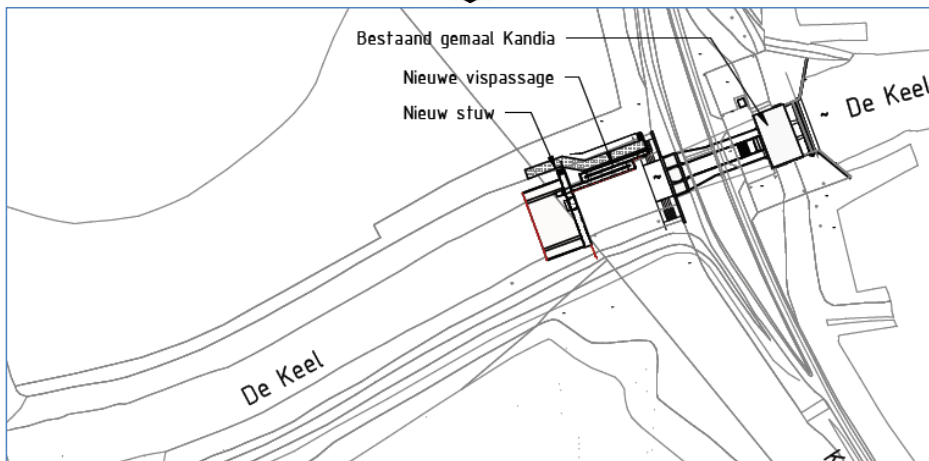 Bestaand gemaal Kandia
Nieuwe vispassage
Nieuw stuw
De Keel
De Keel